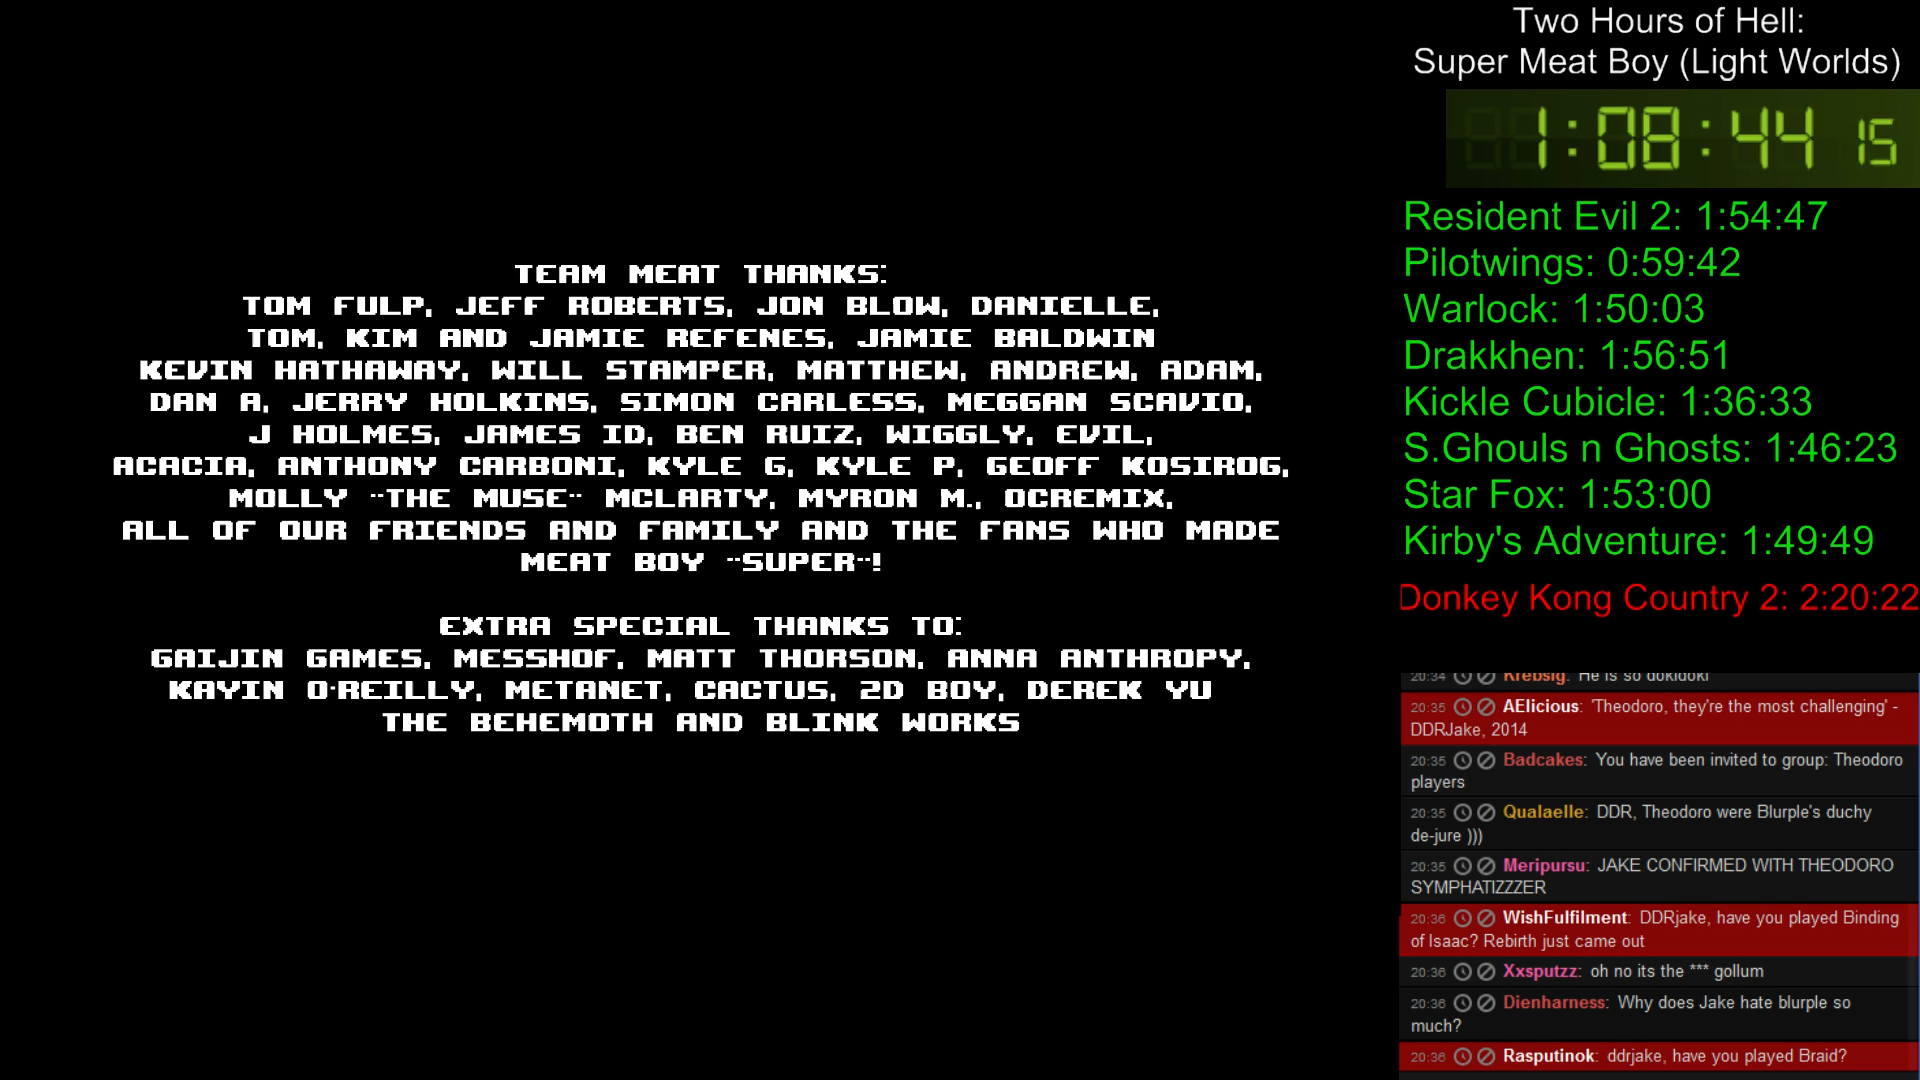 TEAM MEAT THANKS:
TOM FULP, JEFF ROBERTS, JON BLOW, DANIELLE,
TOM, KIM AND JAMIE REFENES, JAMIE BALDWIN
KEVIN HATHAWAY, WILL STAMPER, MATTHEW, ANDREW, ADAM,
DAN A, JERRY HOLKINS, SIMON CARLESS, MEGGAN SCAVIO,
J HOLMES, JAMES ID, BEN RUIZ, WIGGLY, EVIL,
ACACIA, ANTHONY CARBONI, KYLE G, KYLE P, GEOFF KOSIROG,
MOLLY "THE MUSE" MCLARTY, MYRON M., OCREMIX,
ALL OF OUR FRIENDS AND FAMILY AND THE FANS WHO MADE
MEAT BOY "SUPER"!
EXTRA SPECIAL THANKS TO:
GAIJIN GAMES, MESSHOF, MATT THORSON, ANNA ANTHROPY,
KAYIN O'REILLY, METANET, CACTUS, 2D BOY, DEREK YU
THE BEHEMOTH AND BLINK WORKS
Two Hours of Hell:
Super Meat Boy (Light Worlds)
1:08:44 15
Resident Evil 2: 1:54:47
Pilotwings: 0:59:42
Warlock: 1:50:03
Drakkhen: 1:56:51
Kickle Cubicle: 1:36:33
S.Ghouls n Ghosts: 1:46:23
Star Fox: 1:53:00
Kirby's Adventure: 1:49:49
Donkey Kong Country 2: 2:20:22
20:34 Krebsig: He is so dokidoki
20:35 AElicious: 'Theodoro, they're the most challenging' -
DDRJake, 2014
20:35 Badcakes: You have been invited to group: Theodoro
players
20:35 Qualaelle: DDR, Theodoro were Blurple's duchy
de-jure )))
20:35 Meripursu: JAKE CONFIRMED WITH THEODORO
SYMPHATIZZZER
20:36 WishFulfilment: DDRjake, have you played Binding
of Isaac? Rebirth just came out
20:36 Xxsputzz: oh no its the *** gollum
20:36 Dienharness: Why does Jake hate blurple so
much?
20:36 Rasputinok: ddrjake, have you played Braid?